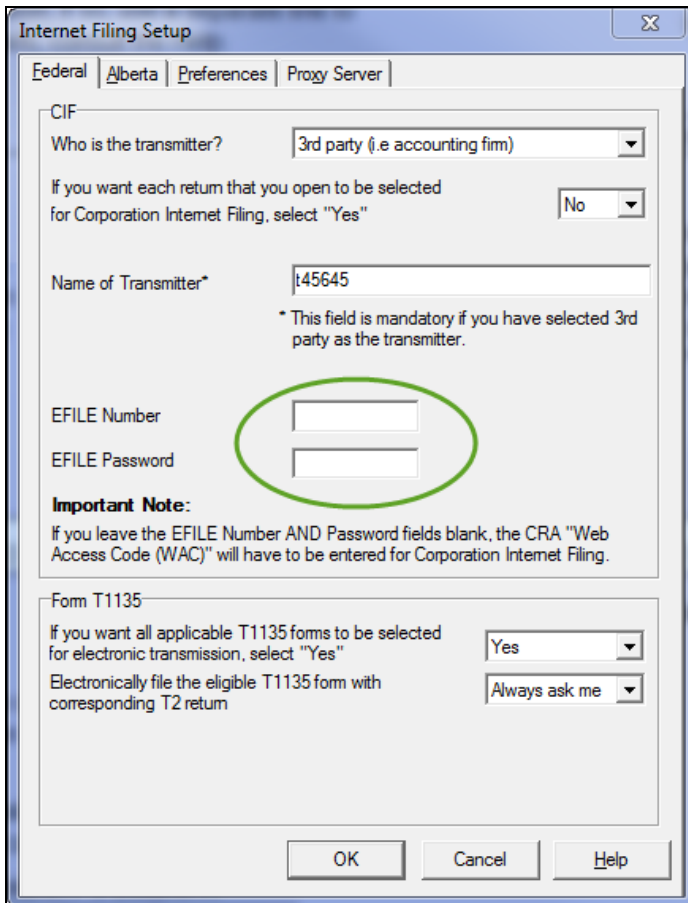 Internet Filing Setup
Federal Alberta Preferences Proxy Server
CIF
Who is the transmitter? 3rd party (i.e accounting firm)
If you want each return that you open to be selected
for Corporation Internet Filing, select "Yes" No
Name of Transmitter* t45645
* This field is mandatory if you have selected 3rd
party as the transmitter.
EFILE Number
EFILE Password
Important Note:
If you leave the EFILE Number AND Password fields blank, the CRA "Web
Access Code (WAC)" will have to be entered for Corporation Internet Filing.
Form T1135
If you want all applicable T1135 forms to be selected
for electronic transmission, select "Yes" Yes
Electronically file the eligible T1135 form with
corresponding T2 return Always ask me
OK Cancel Help